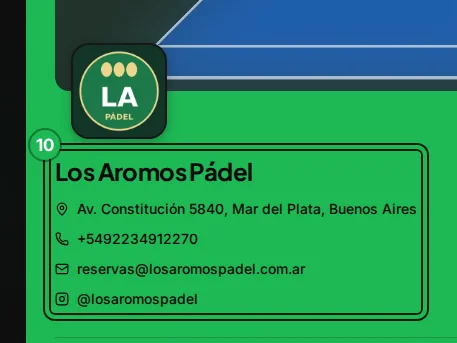 LA
PÁDEL
10
Los Aromos Pádel
Av. Constitución 5840, Mar del Plata, Buenos Aires
+5492234912270
reservas@losaromospadel.com.ar
@losaromospadel